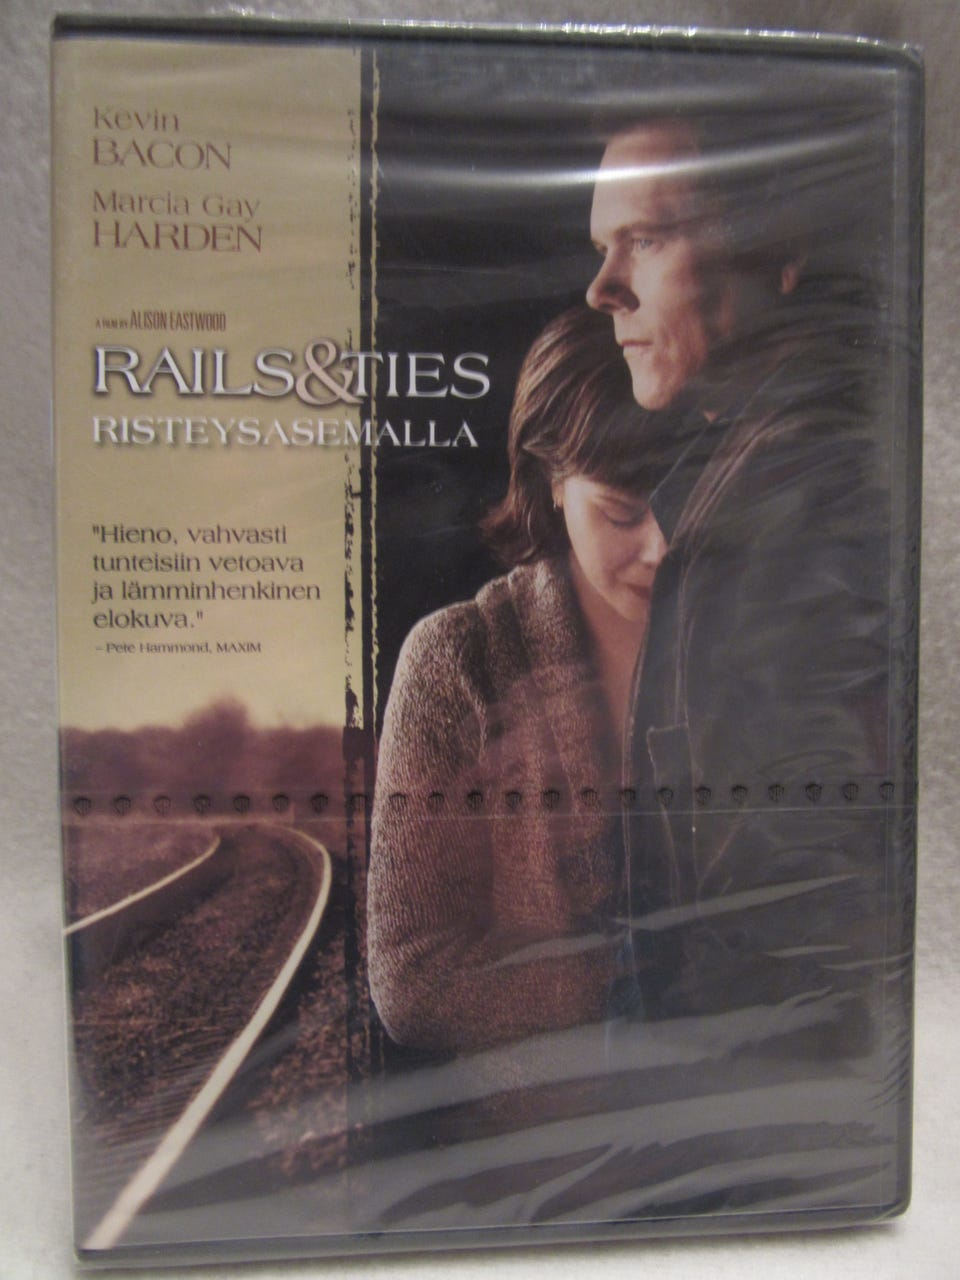 Kevin
BACON
Marcia Gay
HARDEN
A FILM BY ALISON EASTWOOD
RAILS & TIES
RISTEYSASEMALLA
"Hieno, vahvasti
tunteisiin vetoava
ja lämminhenkinen
elokuva."
– Pete Hammond, MAXIM